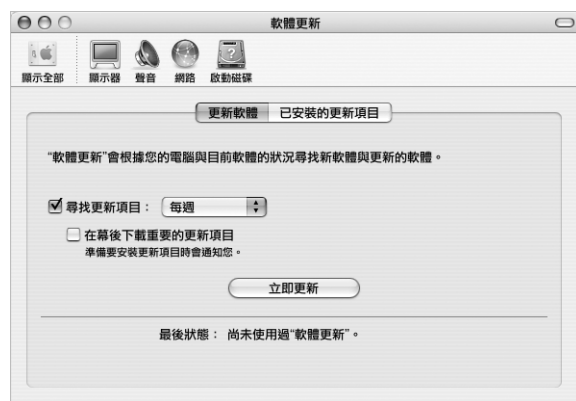 軟體更新
顯示全部 顯示器 聲音 網路 啟動磁碟
更新軟體 已安裝的更新項目
“軟體更新”會根據您的電腦與目前軟體的狀況尋找新軟體與更新的軟體。
尋找更新項目： 每週
在幕後下載重要的更新項目
準備要安裝更新項目時會通知您。
立即更新
最後狀態： 尚未使用過“軟體更新”。